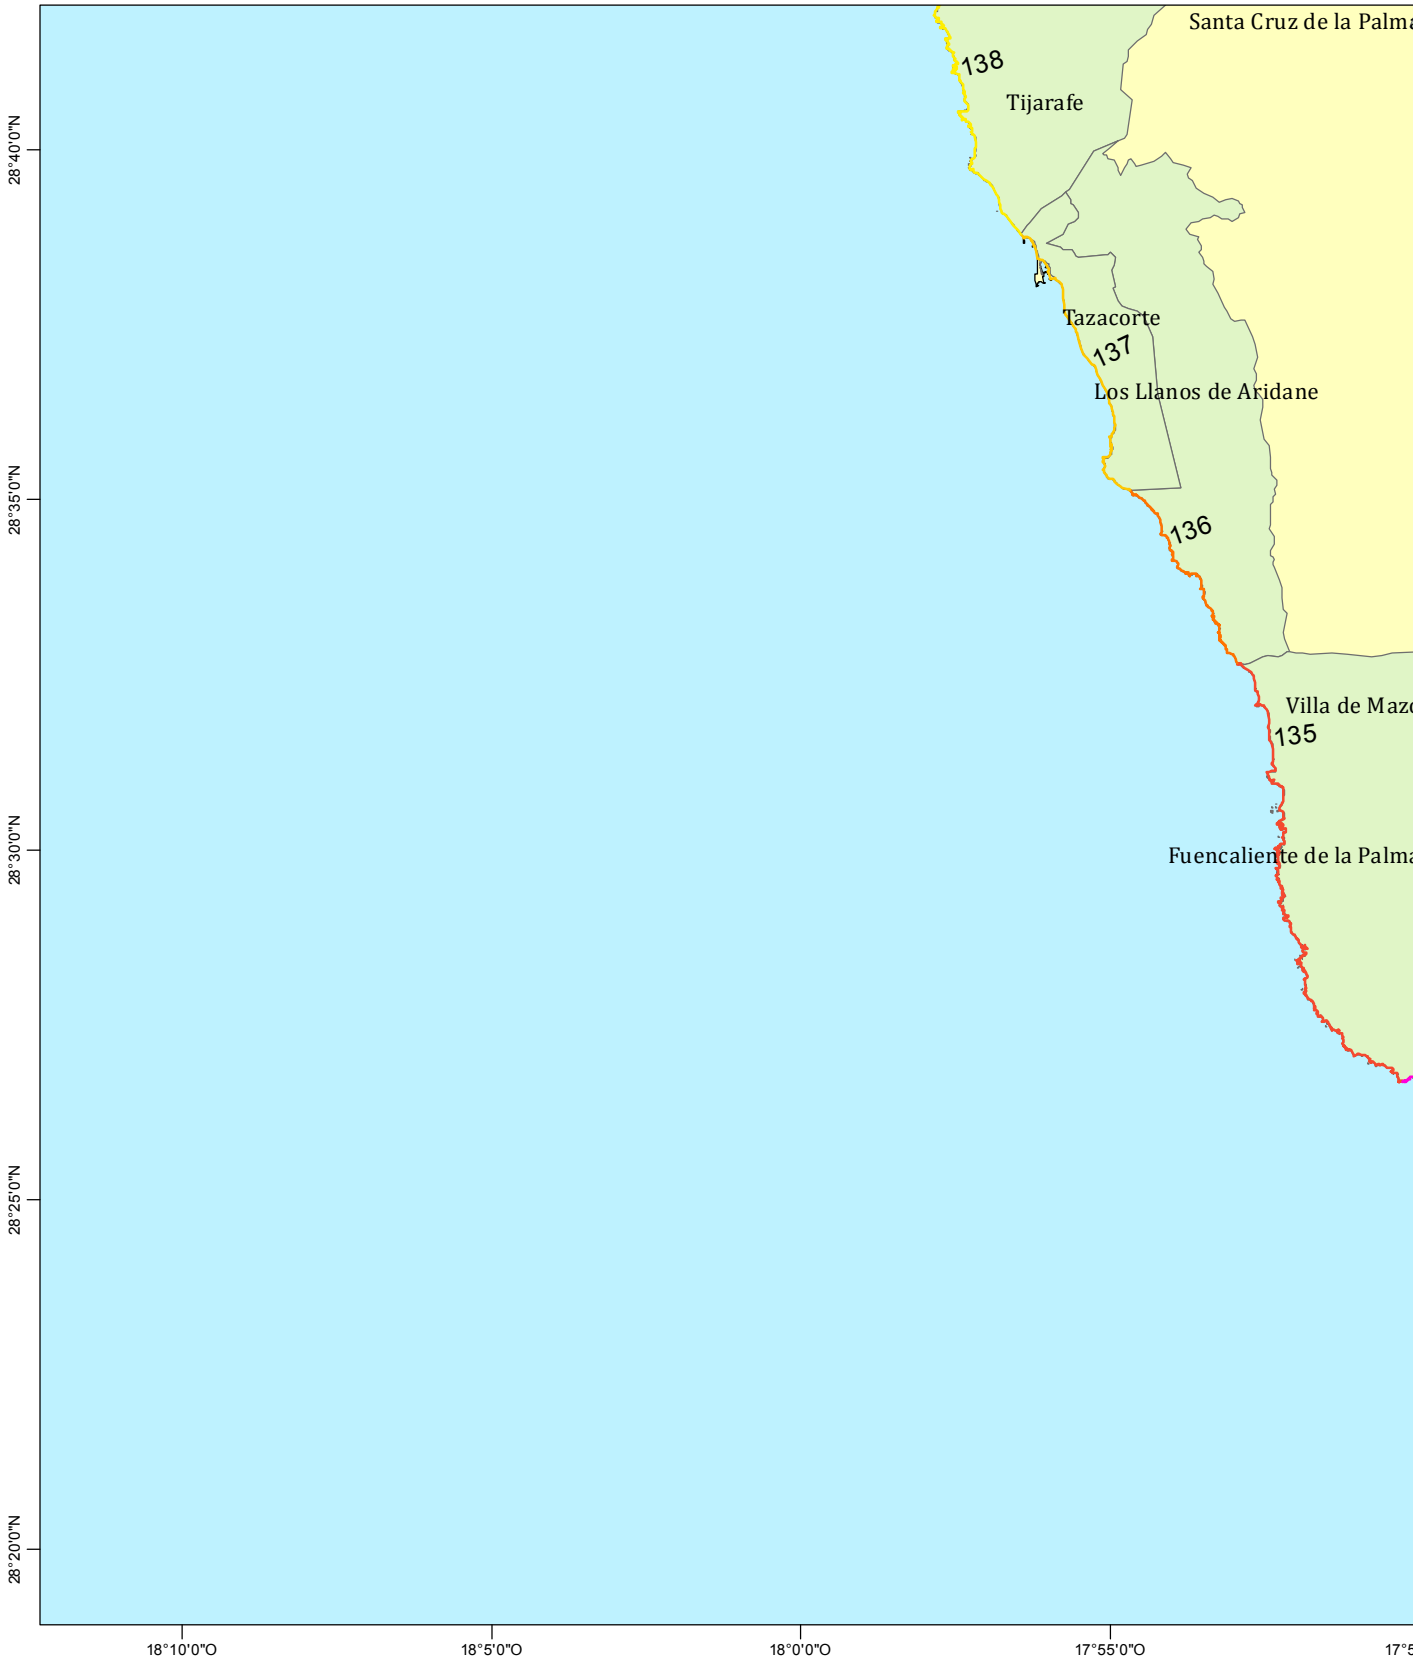 Santa Cruz de la Palma
138
Tijarafe
28°40'0"N
Tazacorte
137
Los Llanos de Aridane
28°35'0"N
136
Villa de Mazo
135
28°30'0"N
Fuencaliente de la Palma
28°25'0"N
28°20'0"N
18°10'0"O
18°5'0"O
18°0'0"O
17°55'0"O